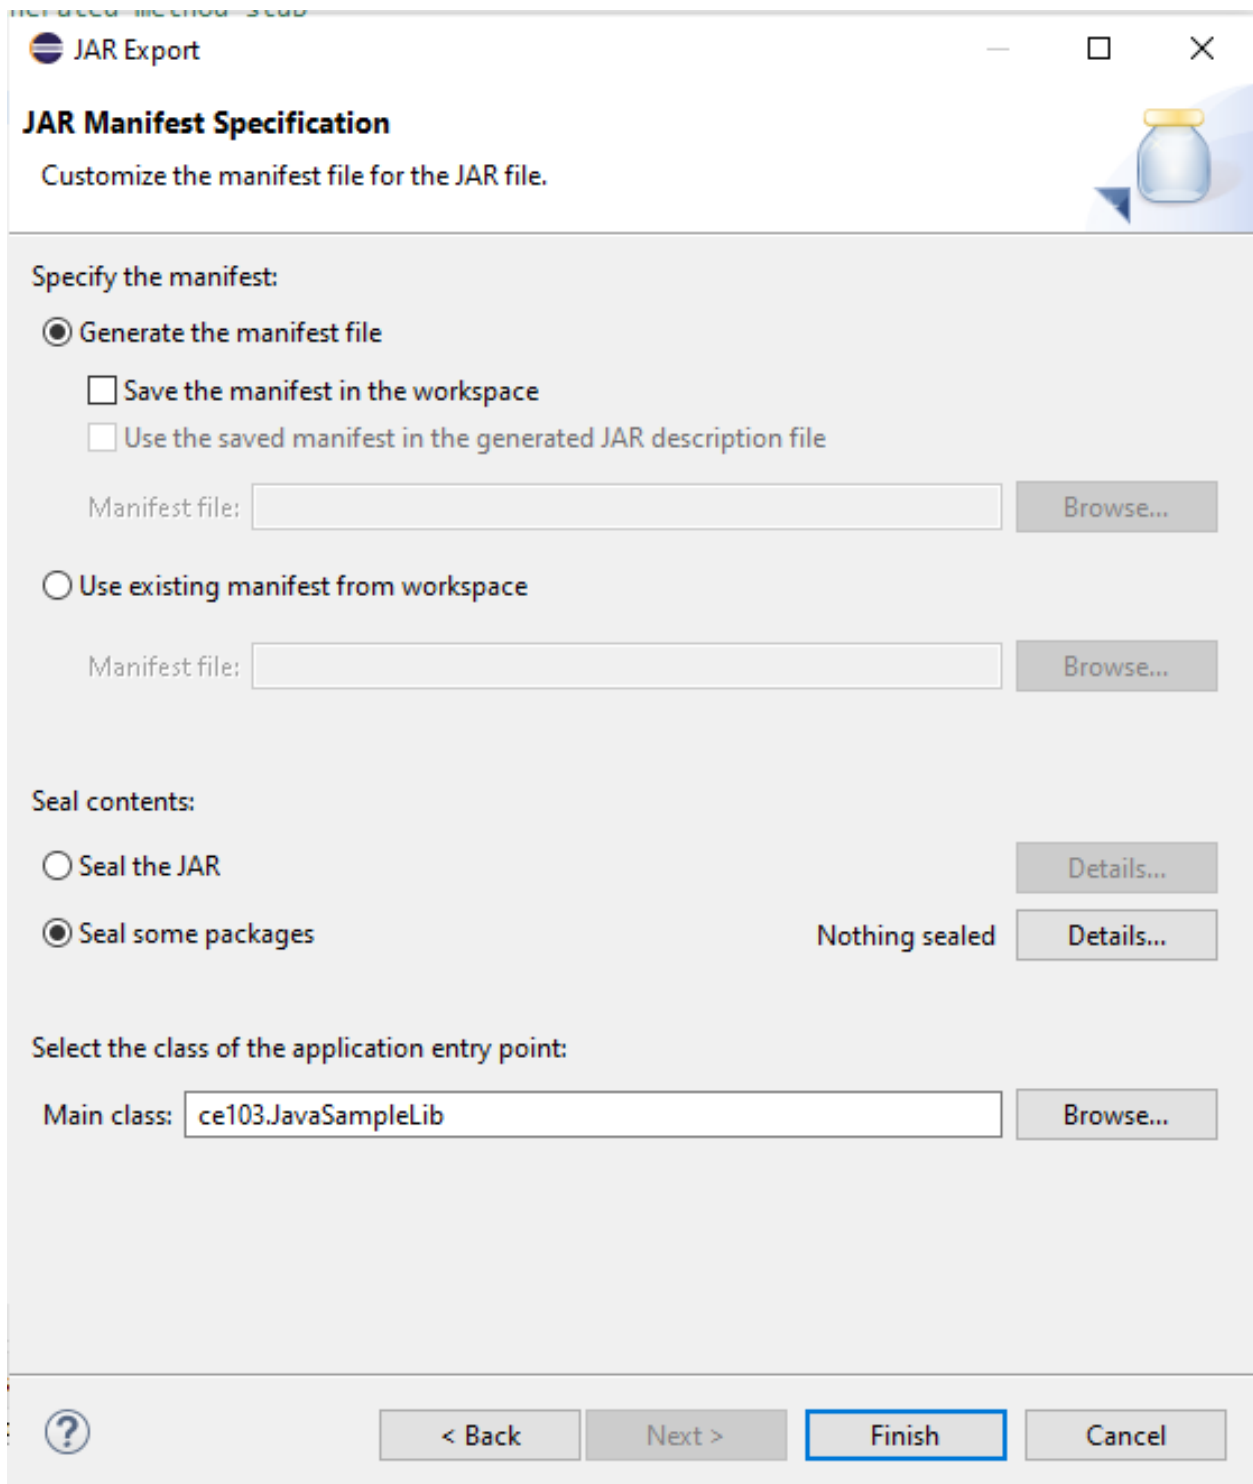 nerated method stub
JAR Export
JAR Manifest Specification
Customize the manifest file for the JAR file.
Specify the manifest:
Generate the manifest file
Save the manifest in the workspace
Use the saved manifest in the generated JAR description file
Manifest file: Browse...
Use existing manifest from workspace
Manifest file: Browse...
Seal contents:
Seal the JAR Details...
Seal some packages Nothing sealed Details...
Select the class of the application entry point:
Main class: ce103.JavaSampleLib Browse...
? < Back Next > Finish Cancel